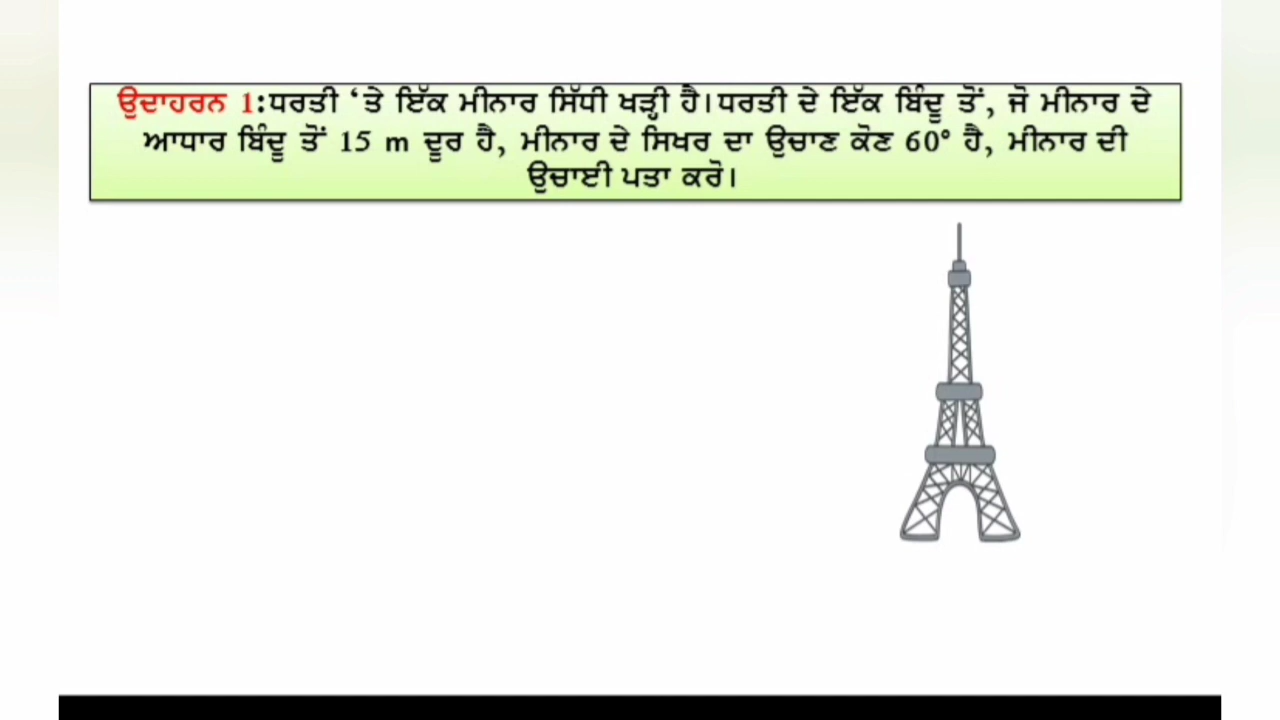 ਉਦਾਹਰਨ 1:ਧਰਤੀ ‘ਤੇ ਇੱਕ ਮੀਨਾਰ ਸਿੱਧੀ ਖੜ੍ਹੀ ਹੈ।ਧਰਤੀ ਦੇ ਇੱਕ ਬਿੰਦੂ ਤੋਂ, ਜੋ ਮੀਨਾਰ ਦੇ
ਆਧਾਰ ਬਿੰਦੂ ਤੋਂ 15 m ਦੂਰ ਹੈ, ਮੀਨਾਰ ਦੇ ਸਿਖਰ ਦਾ ਉਚਾਣ ਕੋਣ 60° ਹੈ, ਮੀਨਾਰ ਦੀ
ਉਚਾਈ ਪਤਾ ਕਰੋ।